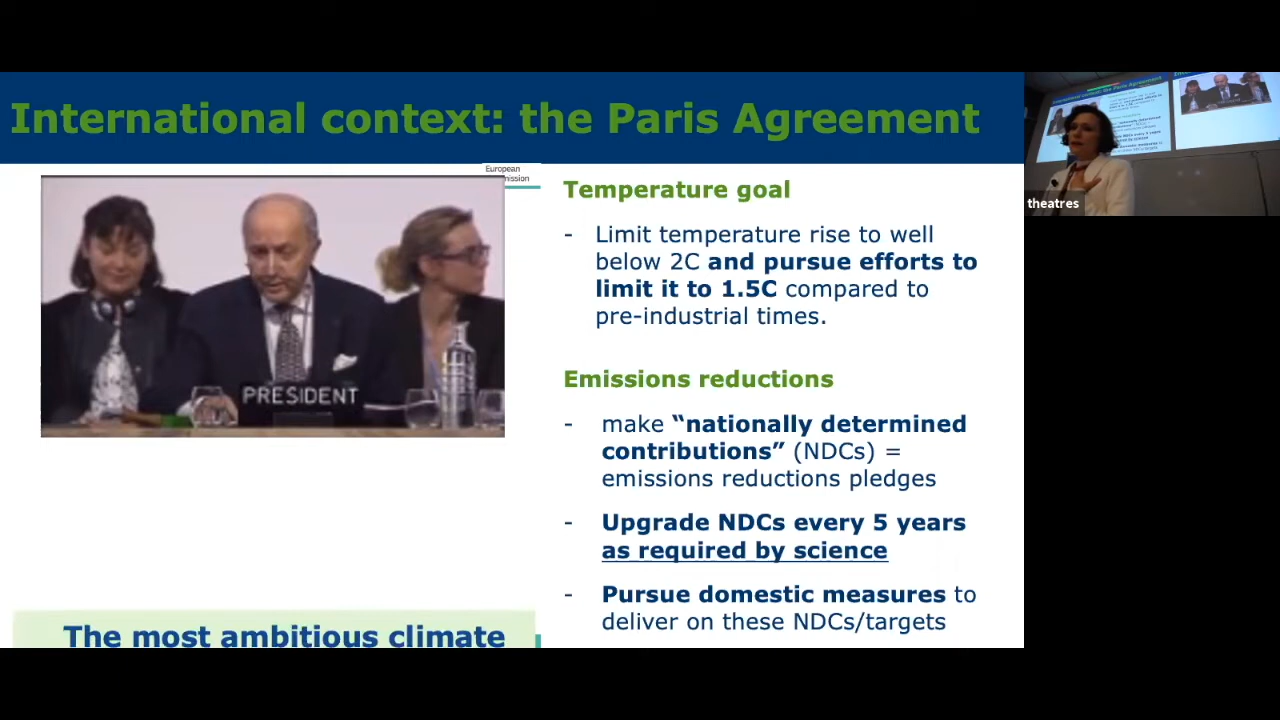 International context: the Paris Agreement
European
mission
PRESIDENT
Temperature goal
- Limit temperature rise to well
below 2C and pursue efforts to
limit it to 1.5C compared to
pre-industrial times.
Emissions reductions
- make “nationally determined
contributions” (NDCs) =
emissions reductions pledges
- Upgrade NDCs every 5 years
as required by science
- Pursue domestic measures to
deliver on these NDCs/targets
The most ambitious climate
theatres